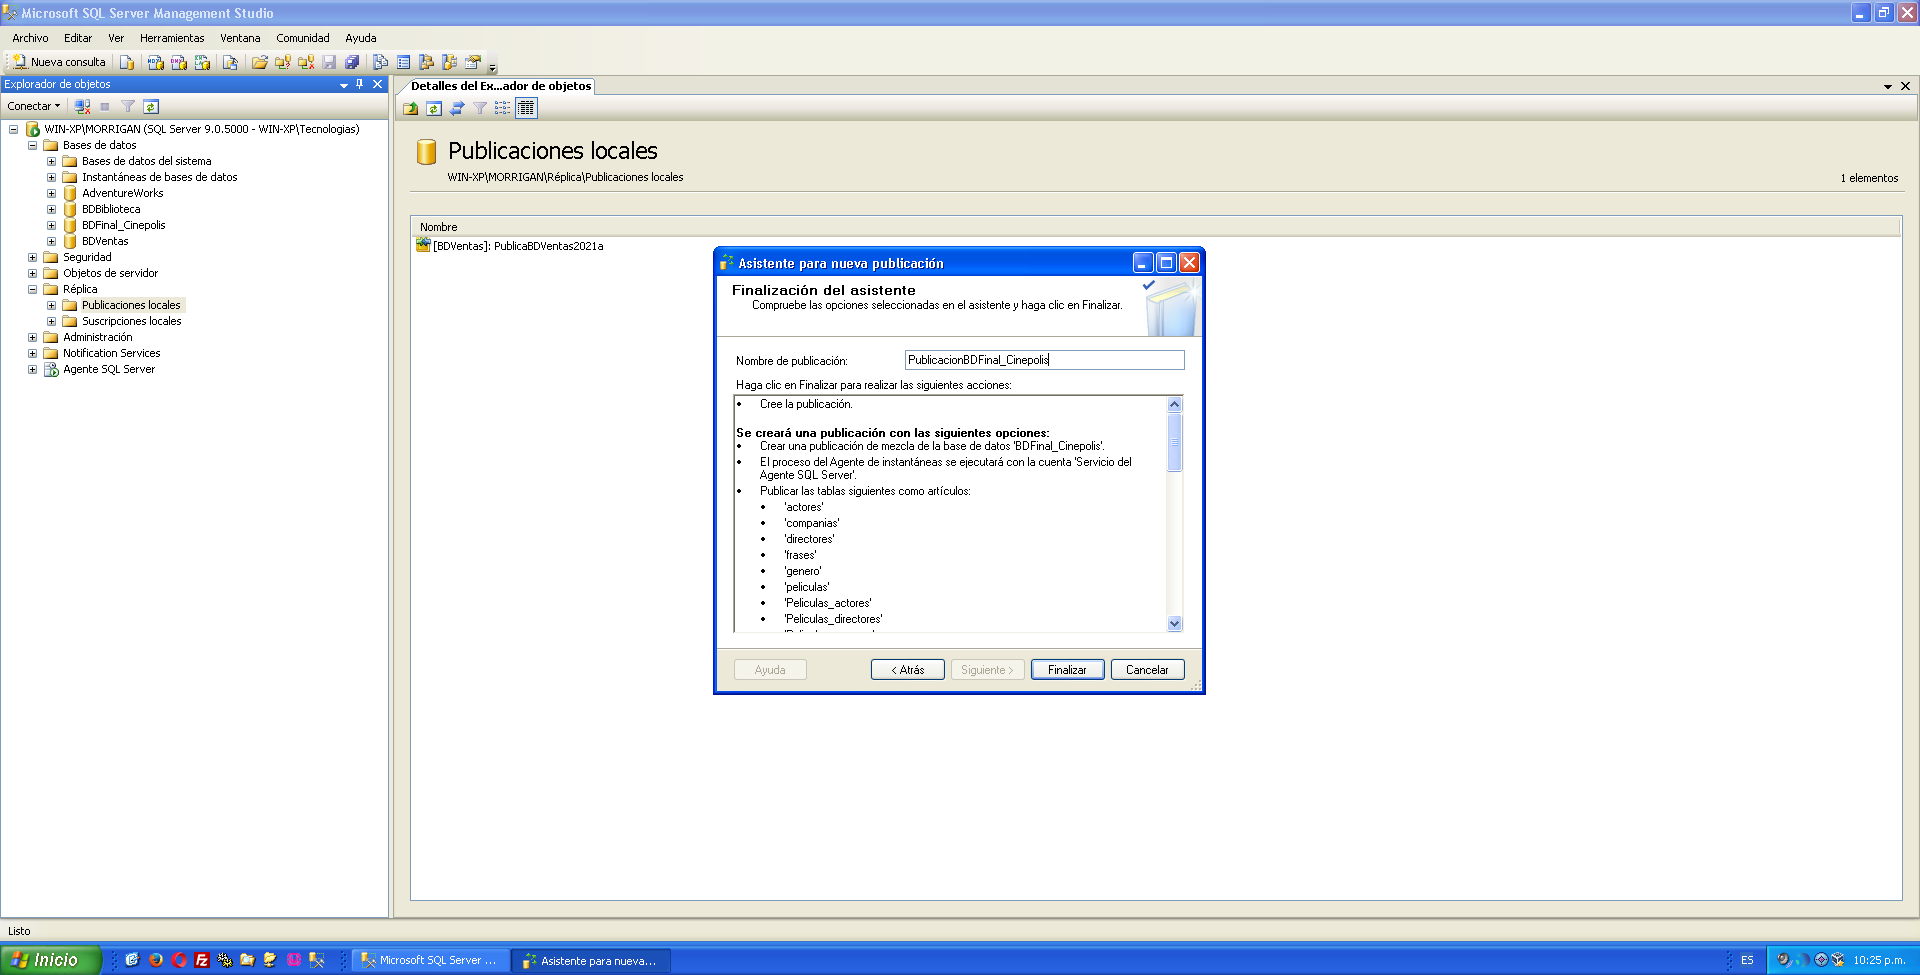 Microsoft SQL Server Management Studio
Archivo Editar Ver Herramientas Ventana Comunidad Ayuda
Nueva consulta
Explorador de objetos
Conectar
WIN-XP\MORRIGAN (SQL Server 9.0.5000 - WIN-XP\Tecnologias)
Bases de datos
Bases de datos del sistema
Instantáneas de bases de datos
AdventureWorks
BDBiblioteca
BDFinal_Cinepolis
BDVentas
Seguridad
Objetos de servidor
Réplica
Publicaciones locales
Suscripciones locales
Administración
Notification Services
Agente SQL Server
Detalles del Ex...ador de objetos
Publicaciones locales
WIN-XP\MORRIGAN\Réplica\Publicaciones locales
1 elementos
Nombre
[BDVentas]: PublicaBDVentas2021a
Asistente para nueva publicación
Finalización del asistente
Compruebe las opciones seleccionadas en el asistente y haga clic en Finalizar.
Nombre de publicación: PublicacionBDFinal_Cinepolis
Haga clic en Finalizar para realizar las siguientes acciones:
• Cree la publicación.
Se creará una publicación con las siguientes opciones:
• Crear una publicación de mezcla de la base de datos 'BDFinal_Cinepolis'.
• El proceso del Agente de instantáneas se ejecutará con la cuenta 'Servicio del
Agente SQL Server'.
• Publicar las tablas siguientes como artículos:
• 'actores'
• 'companias'
• 'directores'
• 'frases'
• 'genero'
• 'peliculas'
• 'Peliculas_actores'
• 'Peliculas_directores'
Ayuda < Atrás Siguiente > Finalizar Cancelar
Listo
Inicio
Microsoft SQL Server ...
Asistente para nueva...
ES
10:25 p.m.